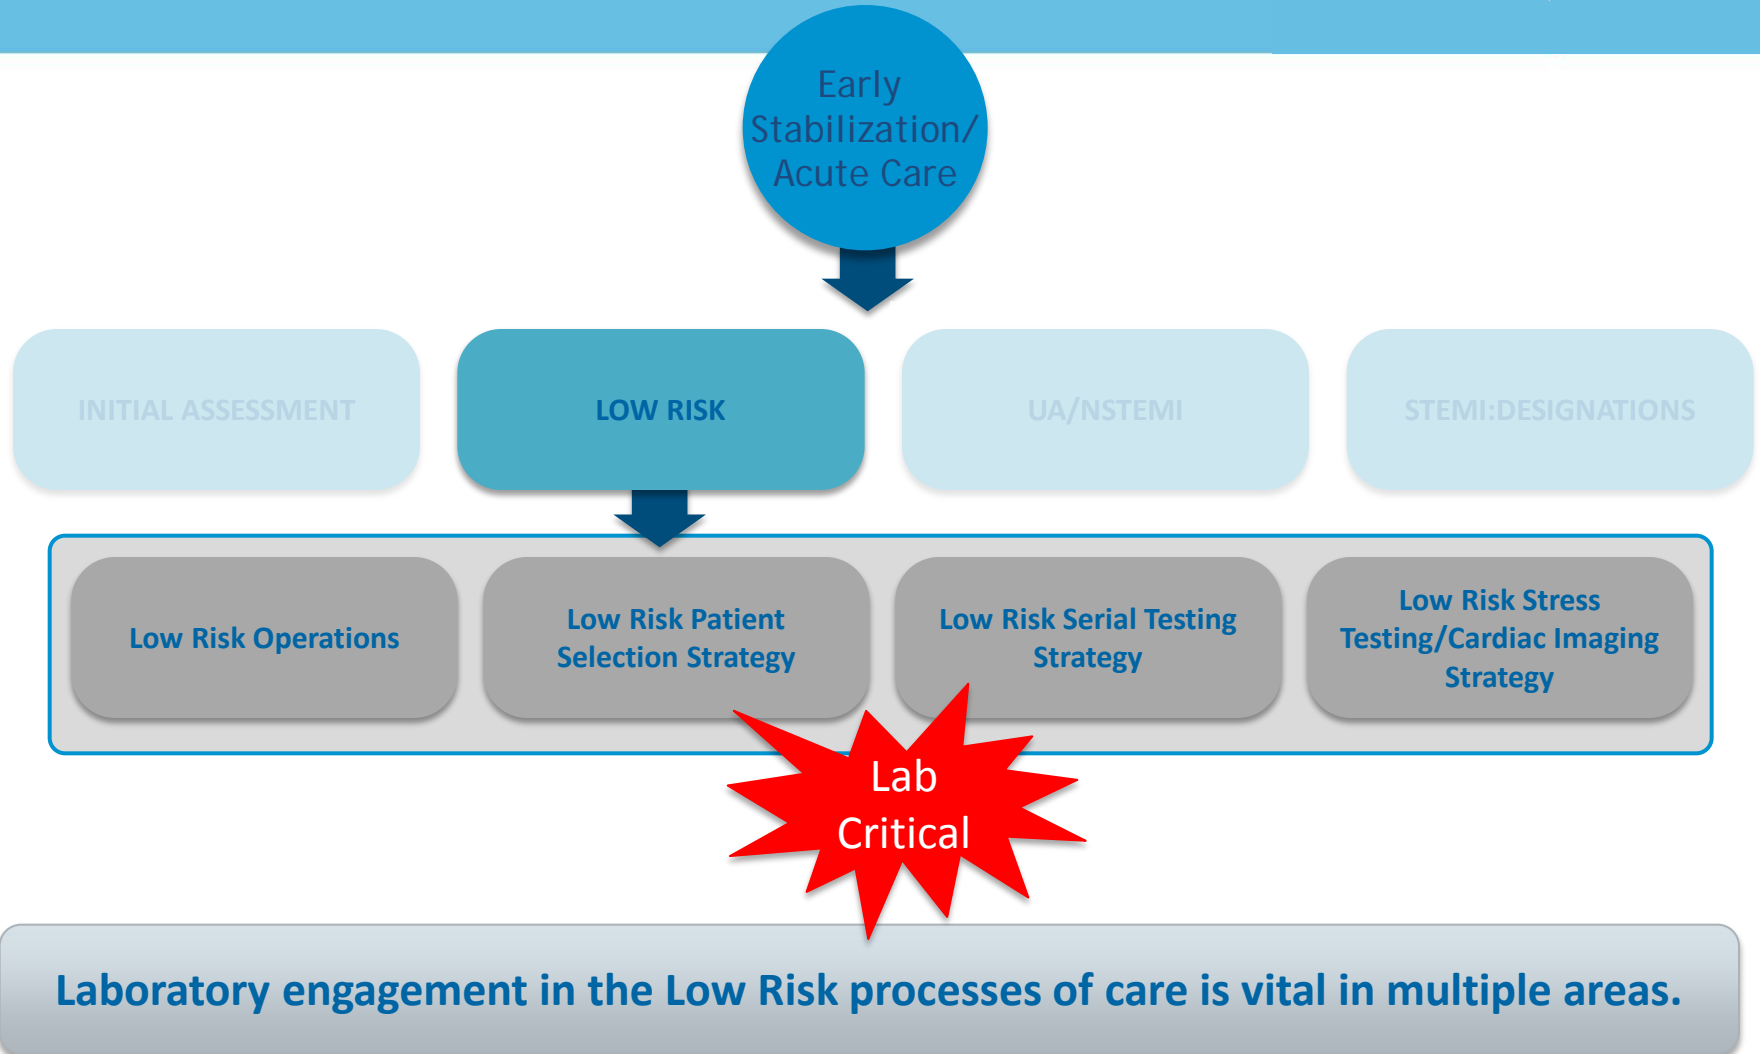 Early
Stabilization/
Acute Care
INITIAL ASSESSMENT
LOW RISK
UA/NSTEMI
STEMI:DESIGNATIONS
Low Risk Operations
Low Risk Patient
Selection Strategy
Low Risk Serial Testing
Strategy
Low Risk Stress
Testing/Cardiac Imaging
Strategy
Lab
Critical
Laboratory engagement in the Low Risk processes of care is vital in multiple areas.